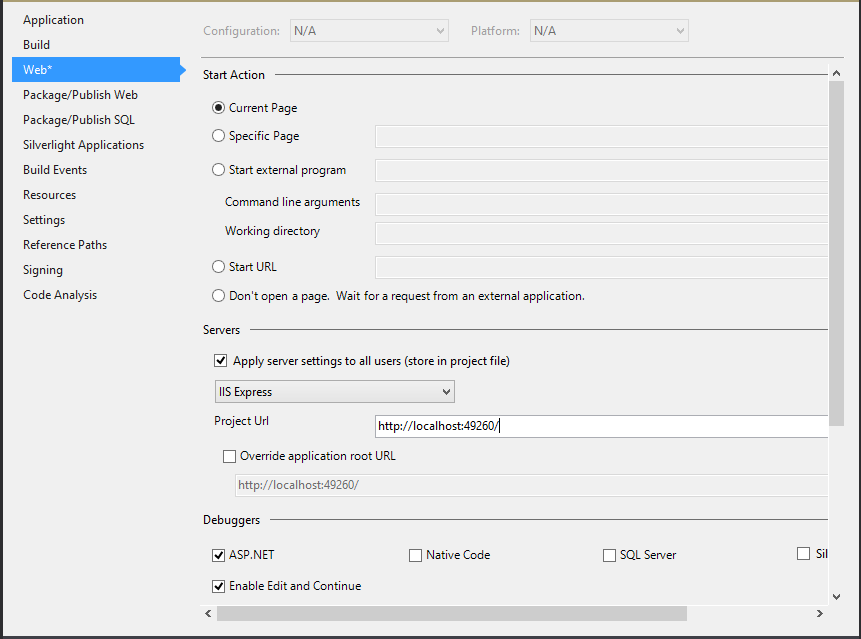 Application
Build
Web*
Package/Publish Web
Package/Publish SQL
Silverlight Applications
Build Events
Resources
Settings
Reference Paths
Signing
Code Analysis
Configuration: N/A Platform: N/A
Start Action
Current Page
Specific Page
Start external program
Command line arguments
Working directory
Start URL
Don't open a page. Wait for a request from an external application.
Servers
Apply server settings to all users (store in project file)
IIS Express
Project Url http://localhost:49260/
Override application root URL
http://localhost:49260/
Debuggers
ASP.NET Native Code SQL Server Sil
Enable Edit and Continue